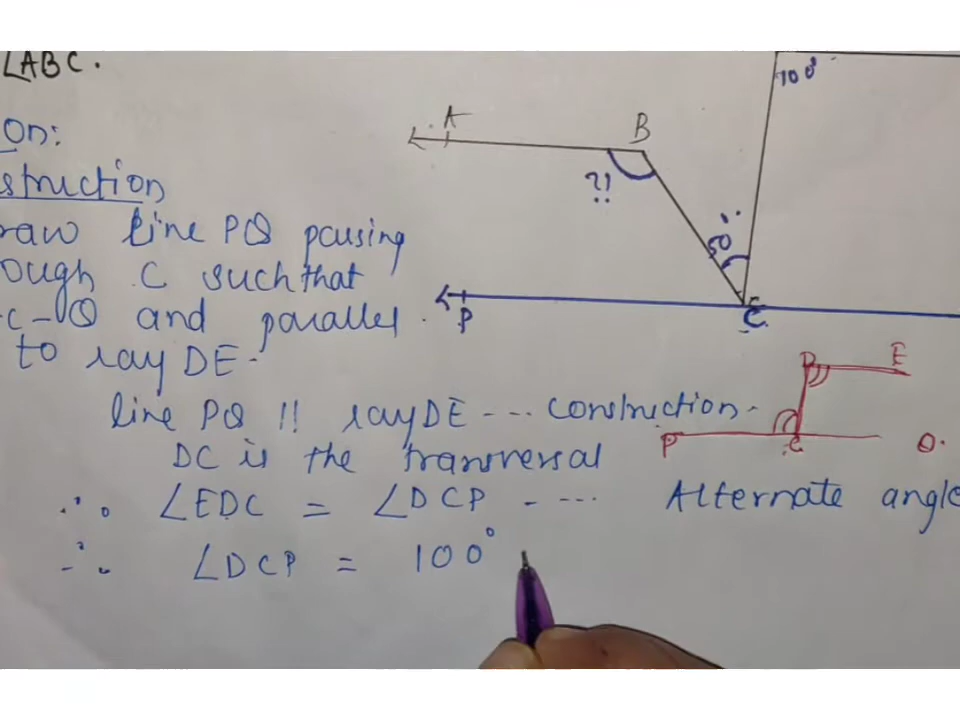 ∠ABC.
on:
struction
raw line PQ pausing
ough C such that
-C-Q and parallel
to ray DE.
line PQ || ray DE --- construction.
DC is the transversal
∴ ∠EDC = ∠DCP - --- Alternate angle
∴ ∠DCP = 100°
100°
A
B
?!
50°
P
C
D
E
P
C
Q.